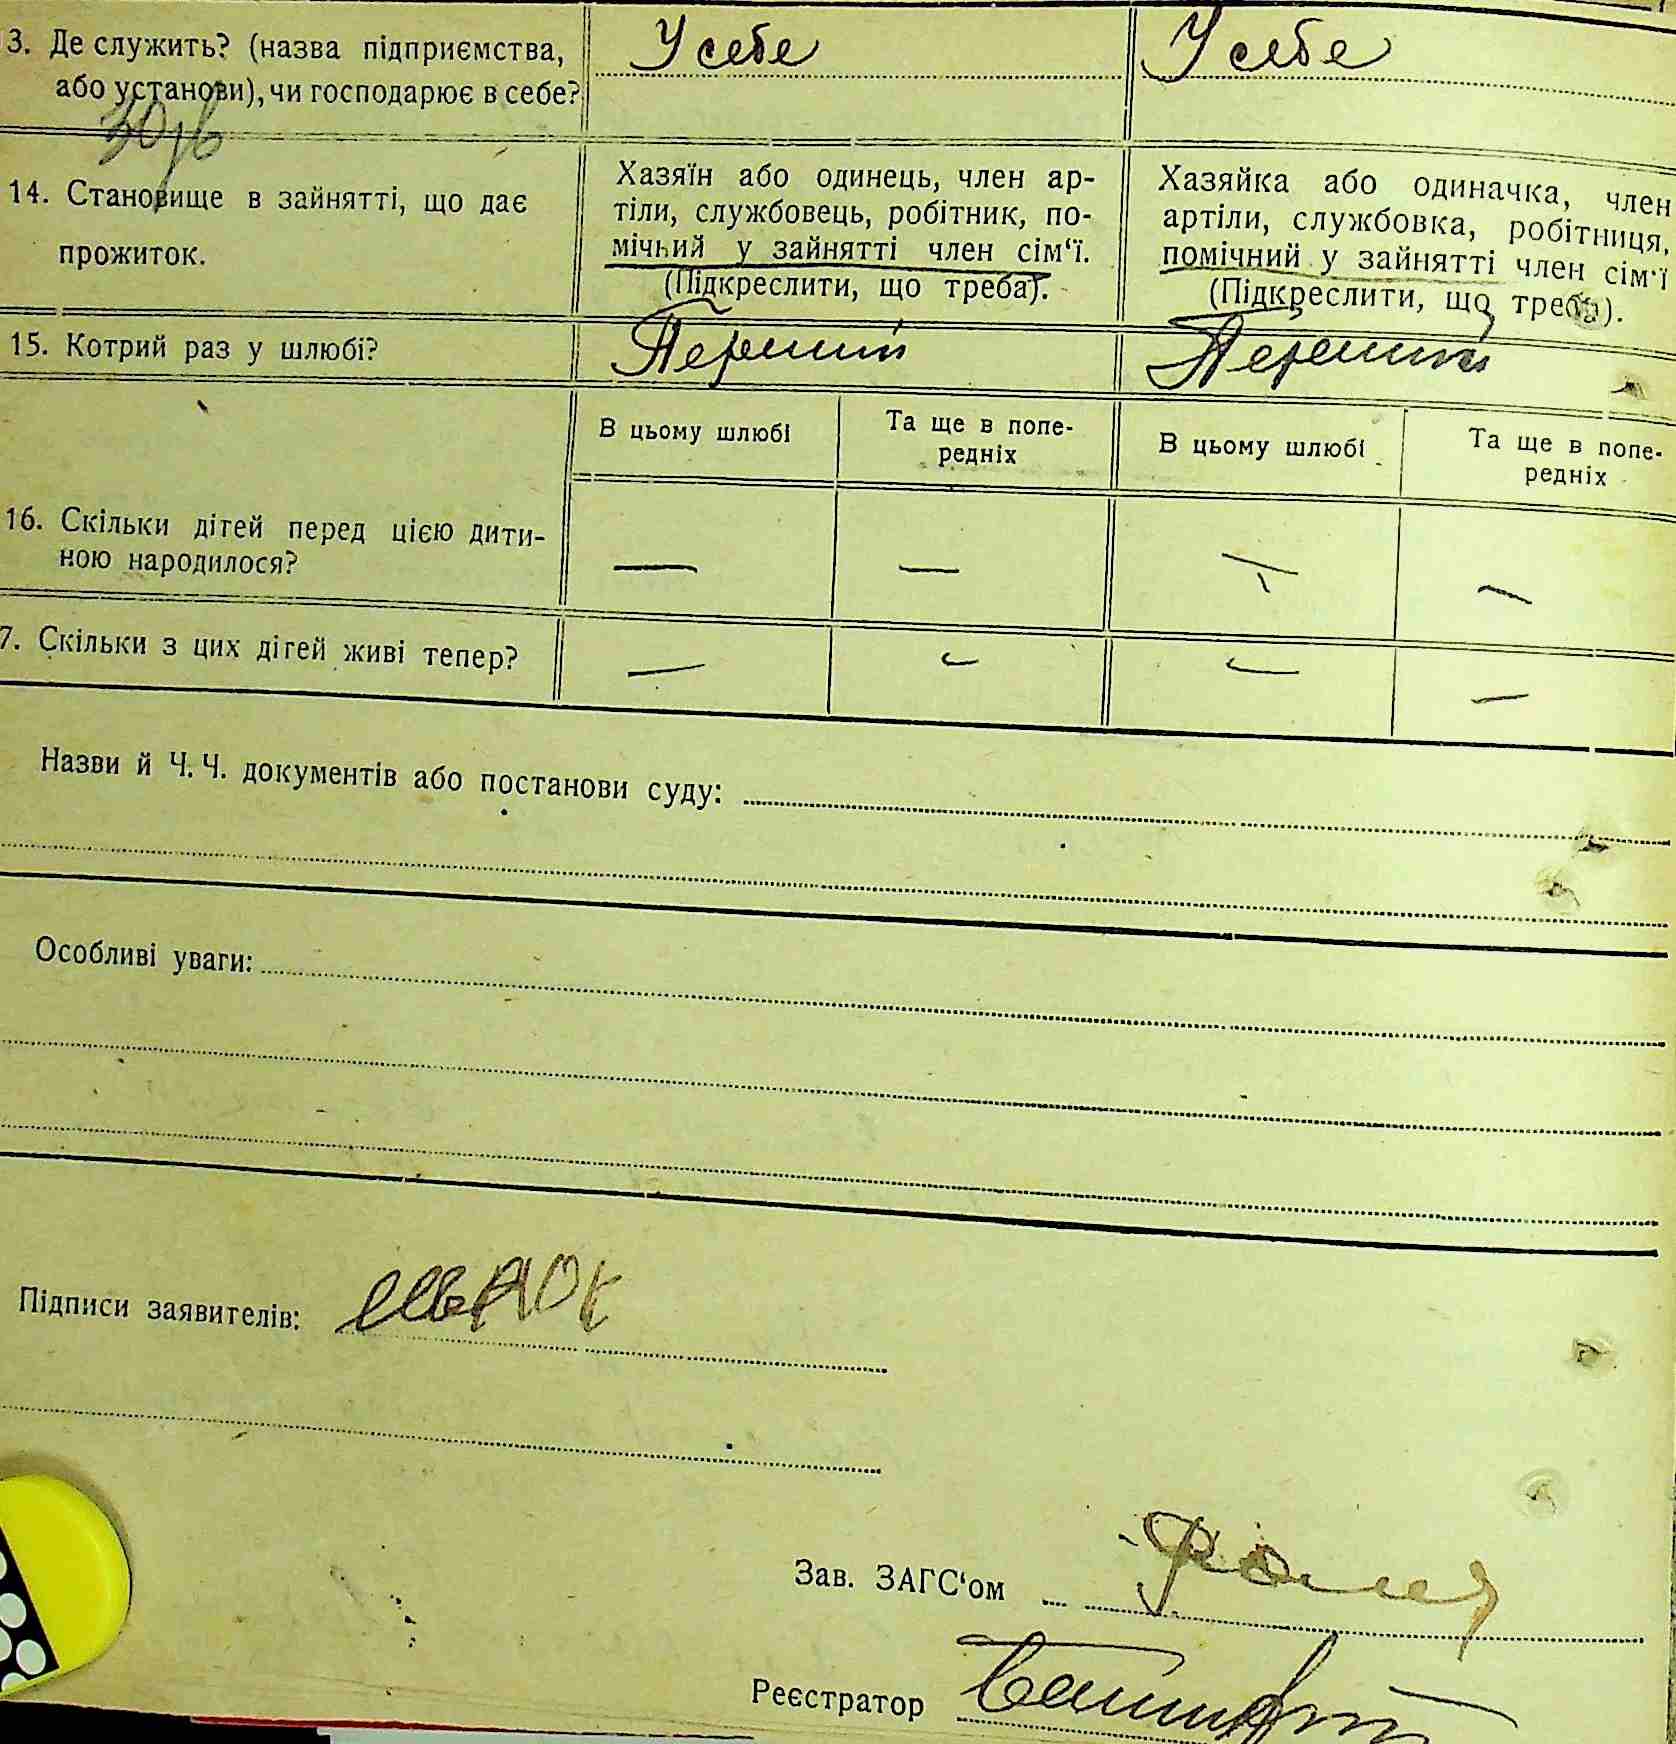 3. Де служить? (назва підприємства,
або установи), чи господарює в себе?
У себе
У себе
14. Становище в зайнятті, що дає
прожиток.
Хазяїн або одинець, член ар-
тіли, службовець, робітник, по-
мічний у зайнятті член сім‘ї.
(Підкреслити, що треба).
Хазяйка або одиначка, член
артіли, службовка, робітниця,
помічний у зайнятті член сім‘ї
(Підкреслити, що треба).
15. Котрий раз у шлюбі?
Перший
Перший
В цьому шлюбі
Та ще в попе-
редніх
В цьому шлюбі
Та ще в попе-
редніх
16. Скільки дітей перед цією дити-
ною народилося?
— — — —
7. Скільки з цих дігей живі тепер?
— — — —
Назви й Ч. Ч. документів або постанови суду:
Особливі уваги:
Підписи заявителів:
Зав. ЗАГС‘ом
Реєстратор